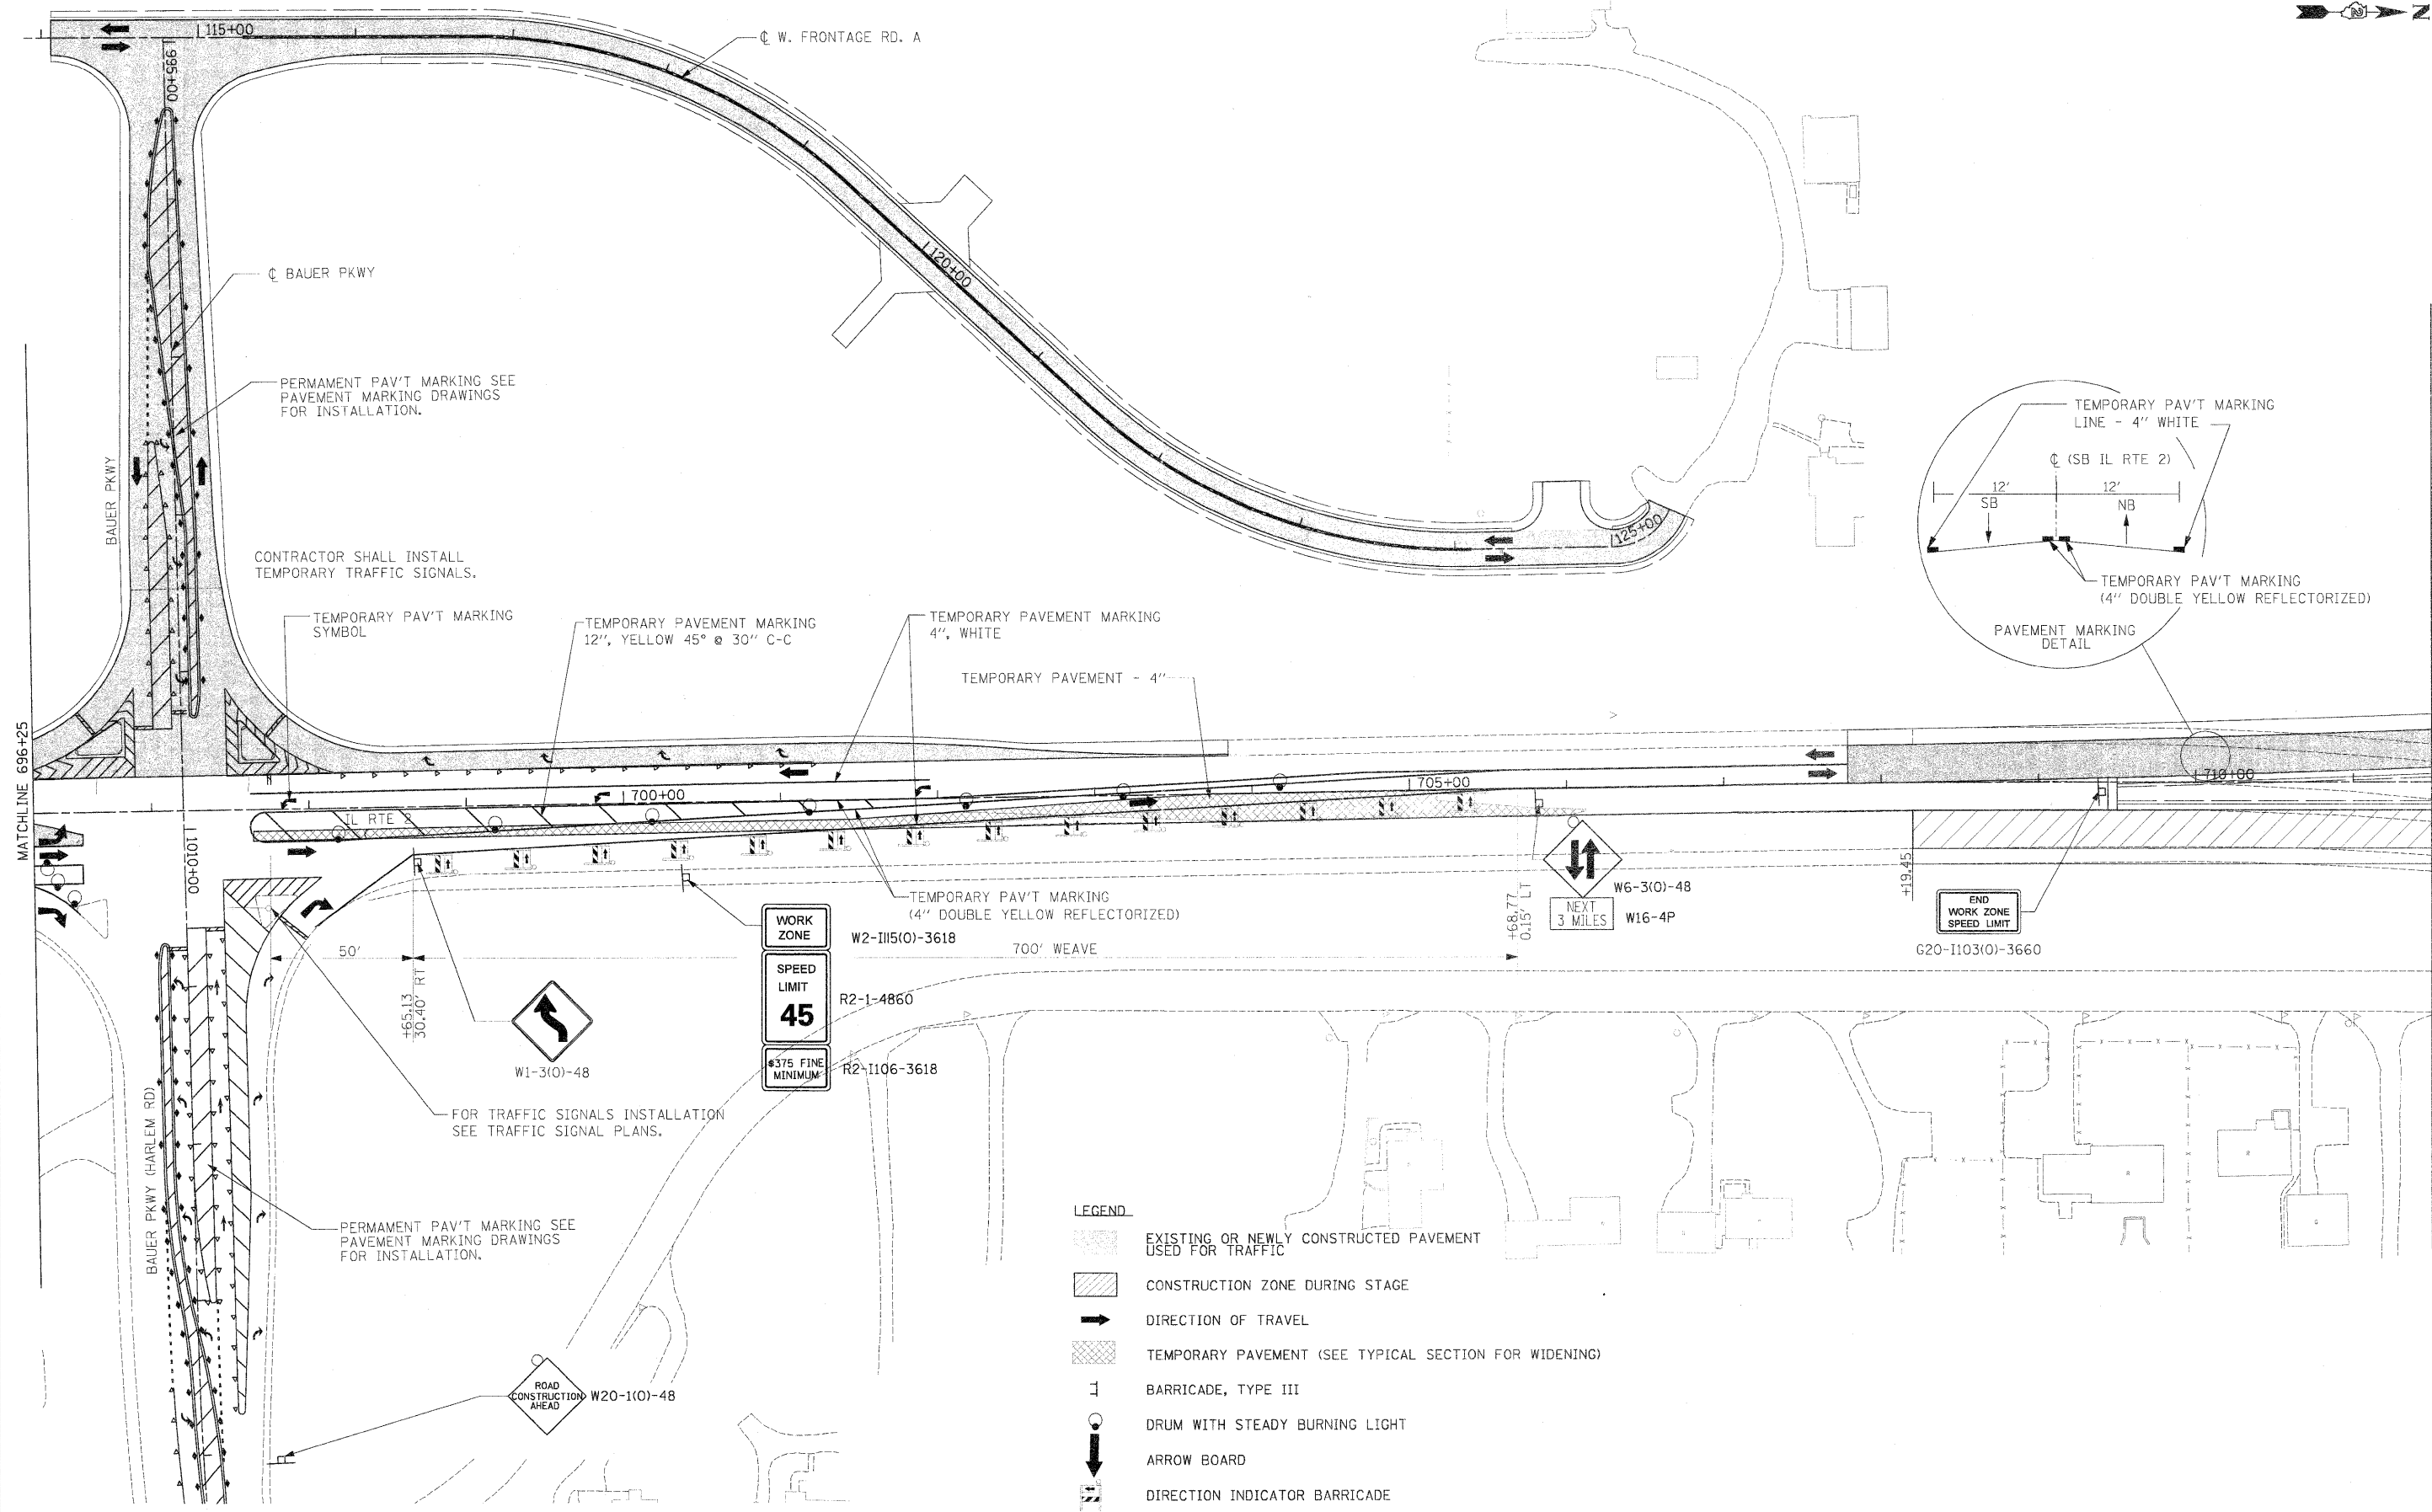 115+00
995+00
℄ W. FRONTAGE RD. A
Z
℄ BAUER PKWY
120+00
PERMAMENT PAV'T MARKING SEE
PAVEMENT MARKING DRAWINGS
FOR INSTALLATION.
BAUER PKWY
TEMPORARY PAV'T MARKING
LINE - 4" WHITE
℄ (SB IL RTE 2)
12'
12'
SB
NB
125+00
TEMPORARY PAV'T MARKING
(4" DOUBLE YELLOW REFLECTORIZED)
PAVEMENT MARKING
DETAIL
CONTRACTOR SHALL INSTALL
TEMPORARY TRAFFIC SIGNALS.
TEMPORARY PAV'T MARKING
SYMBOL
TEMPORARY PAVEMENT MARKING
12", YELLOW 45° @ 30" C-C
TEMPORARY PAVEMENT MARKING
4", WHITE
TEMPORARY PAVEMENT - 4"
MATCHLINE 696+25
700+00
705+00
710+00
IL RTE 2
1010+00
TEMPORARY PAV'T MARKING
(4" DOUBLE YELLOW REFLECTORIZED)
+68.77
0.15' LT
W6-3(O)-48
NEXT
3 MILES
W16-4P
+19.45
END
WORK ZONE
SPEED LIMIT
G20-I103(O)-3660
50'
700' WEAVE
+65.13
30.40' RT
W1-3(O)-48
WORK
ZONE
W2-I115(O)-3618
SPEED
LIMIT
45
R2-1-4860
$375 FINE
MINIMUM
R2-I106-3618
FOR TRAFFIC SIGNALS INSTALLATION
SEE TRAFFIC SIGNAL PLANS.
BAUER PKWY (HARLEM RD)
PERMAMENT PAV'T MARKING SEE
PAVEMENT MARKING DRAWINGS
FOR INSTALLATION.
ROAD
CONSTRUCTION
AHEAD
W20-1(O)-48
LEGEND
EXISTING OR NEWLY CONSTRUCTED PAVEMENT
USED FOR TRAFFIC
CONSTRUCTION ZONE DURING STAGE
DIRECTION OF TRAVEL
TEMPORARY PAVEMENT (SEE TYPICAL SECTION FOR WIDENING)
BARRICADE, TYPE III
DRUM WITH STEADY BURNING LIGHT
ARROW BOARD
DIRECTION INDICATOR BARRICADE